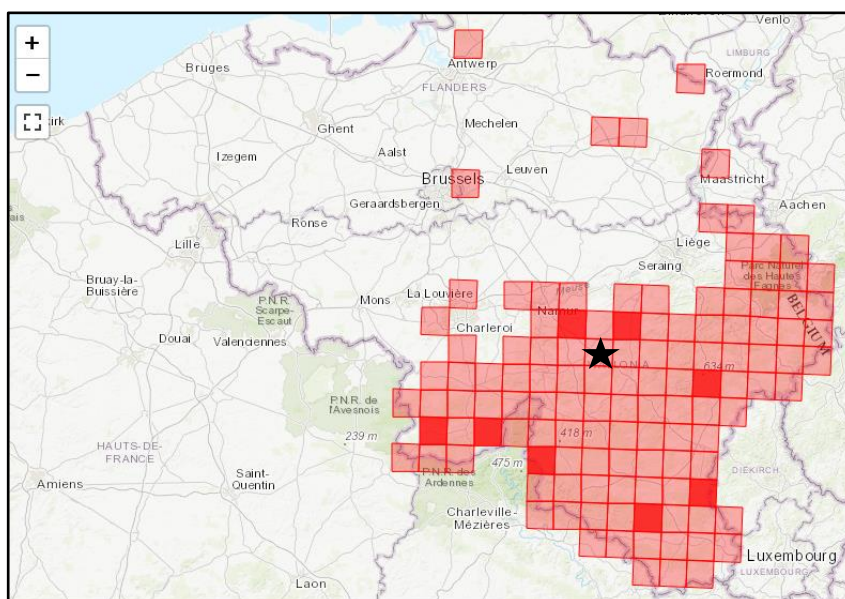 +
Venlo
LIMBURG
−
Antwerp
Roermond
Bruges
FLANDERS
Ghent
Mechelen
Aalst
Izegem
Leuven
Brussels
Maastricht
Geraardsbergen
Aachen
Ronse
Lille
Liège
Seraing
Parc Naturel
des Hautes
Fagnes
Bruay-la-
Buissière
Meuse
La Louvière
Mons
P.N.R.
Scarpe-
Escaut
Namur
BELGIUM
Charleroi
Douai
Valenciennes
634 m
P.N.R. de
l'Avesnois
239 m
418 m
HAUTS-DE-
FRANCE
475 m
P.N.R. des
Ardennes
Saint-
Quentin
DIEKIRCH
Amiens
Charleville-
Mézières
Luxembourg
LUXEMBOURG
Laon